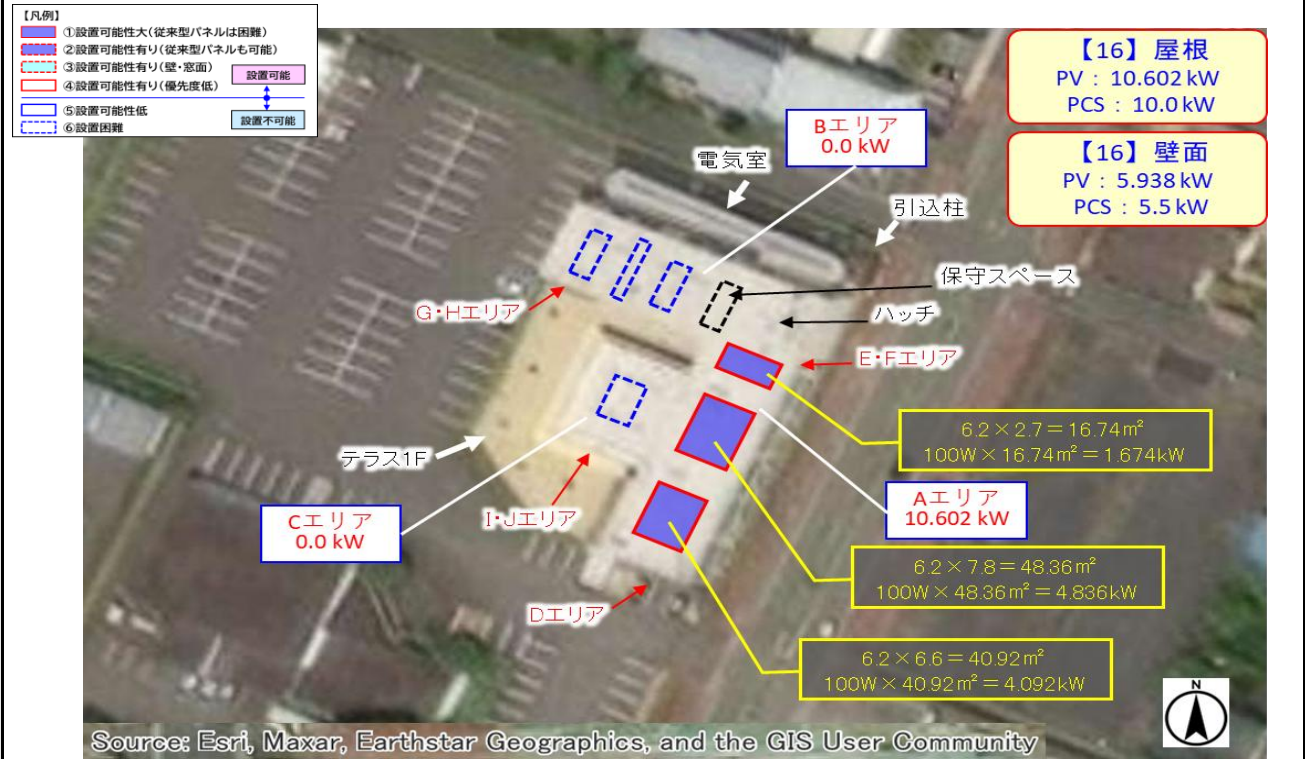 【凡例】
①設置可能性大(従来型パネルは困難)
②設置可能性有り(従来型パネルも可能)
③設置可能性有り(壁・窓面)
④設置可能性有り(優先度低)
設置可能
⑤設置可能性低
⑥設置困難
設置不可能
【16】屋根
PV : 10.602 kW
PCS : 10.0 kW
【16】壁面
PV : 5.938 kW
PCS : 5.5 kW
Bエリア
0.0 kW
電気室
引込柱
保守スペース
ハッチ
G・Hエリア
E・Fエリア
6.2×2.7=16.74㎡
100W×16.74㎡=1.674kW
テラス1F
Aエリア
10.602 kW
Cエリア
0.0 kW
I・Jエリア
6.2×7.8=48.36㎡
100W×48.36㎡=4.836kW
Dエリア
6.2×6.6=40.92㎡
100W×40.92㎡=4.092kW
N
Source: Esri, Maxar, Earthstar Geographics, and the GIS User Community